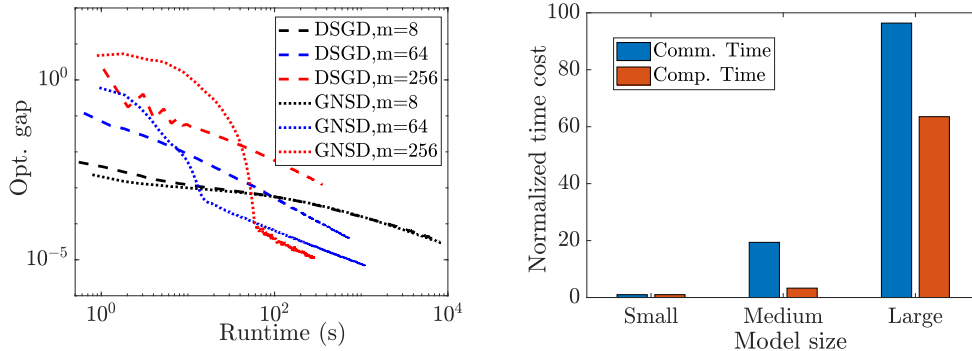 Opt. gap
10^0
10^-5
DSGD,m=8
DSGD,m=64
DSGD,m=256
GNSD,m=8
GNSD,m=64
GNSD,m=256
10^0
10^2
10^4
Runtime (s)
Normalized time cost
100
80
60
40
20
0
Comm. Time
Comp. Time
Small
Medium
Large
Model size